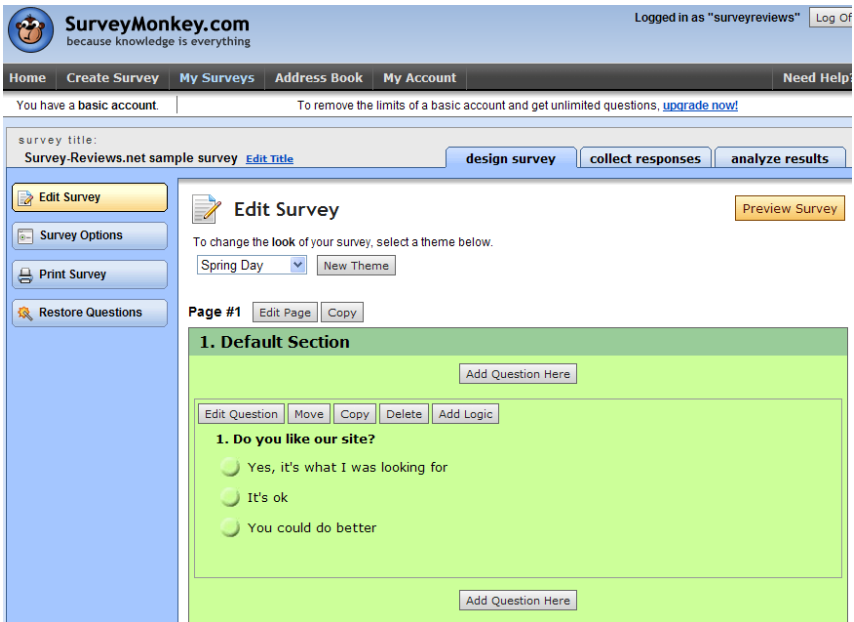 SurveyMonkey.com
because knowledge is everything
Logged in as "surveyreviews" Log Of
Home Create Survey My Surveys Address Book My Account Need Help?
You have a basic account. To remove the limits of a basic account and get unlimited questions, upgrade now!
survey title:
Survey-Reviews.net sample survey Edit Title
design survey collect responses analyze results
Edit Survey
Survey Options
Print Survey
Restore Questions
Edit Survey
Preview Survey
To change the look of your survey, select a theme below.
Spring Day New Theme
Page #1 Edit Page Copy
1. Default Section
Add Question Here
Edit Question Move Copy Delete Add Logic
1. Do you like our site?
Yes, it's what I was looking for
It's ok
You could do better
Add Question Here